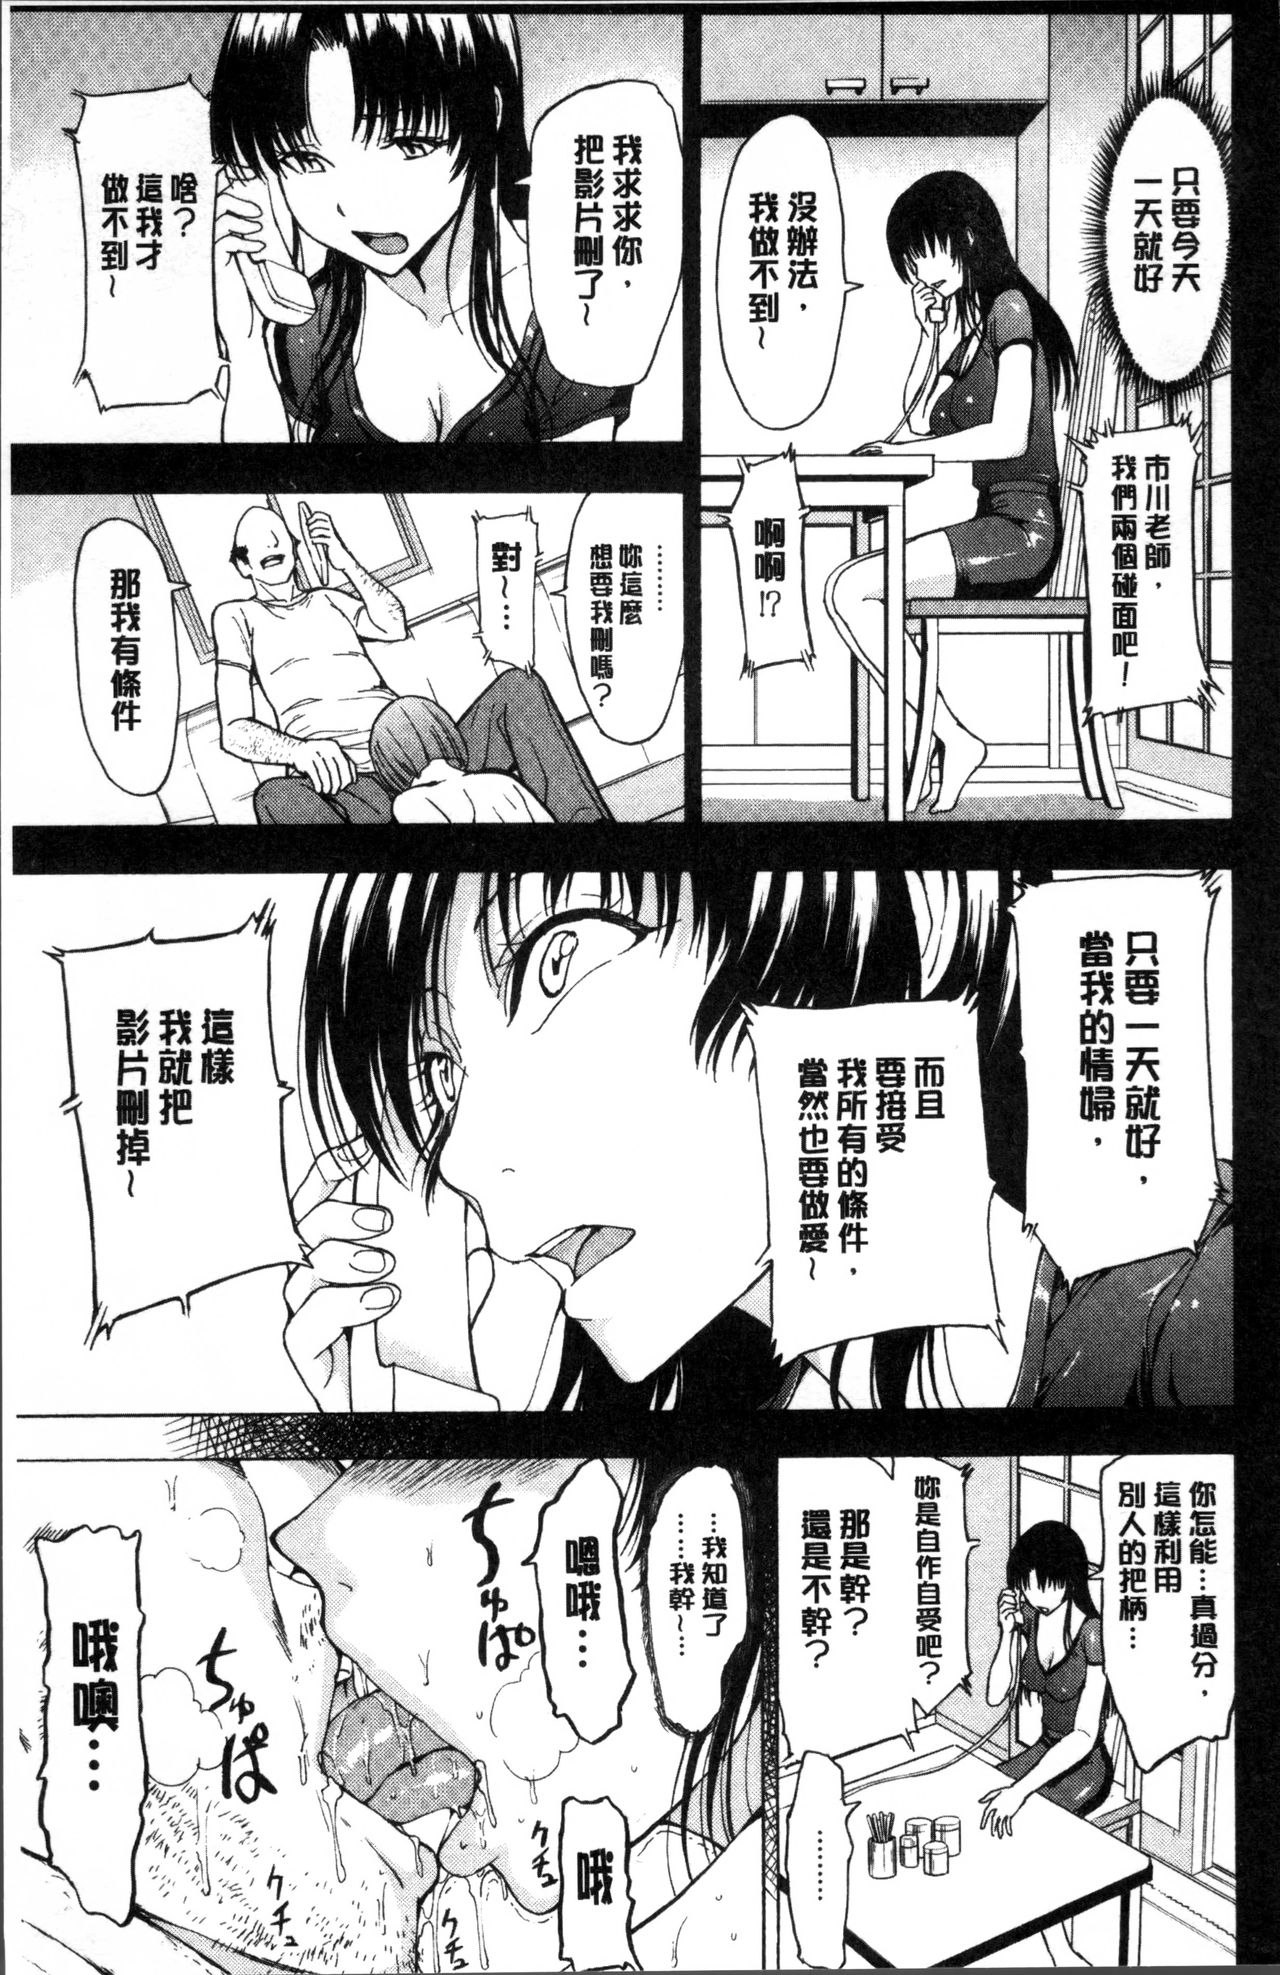 只要今天
一天就好
市川老師，
我們兩個碰面吧！
沒辦法，
我做不到～
啊啊！？
我求求你，
把影片刪了～
啥？
這我才
做不到～
………
妳這麼
想要我刪嗎？
對～…
那我有條件
只要一天就好，
當我的情婦，
而且
要接受
我所有的條件，
當然也要做愛～
這樣
我就把
影片刪掉～
你怎能…真過分，
這樣利用
別人的把柄…
妳是自作自受吧？
那是幹？
還是不幹？
………
…我知道了
……我幹～
嗯哦…
ちゅぱ
哦
クチュ
クチュ
ちゅぱ
クチュ
哦噢…